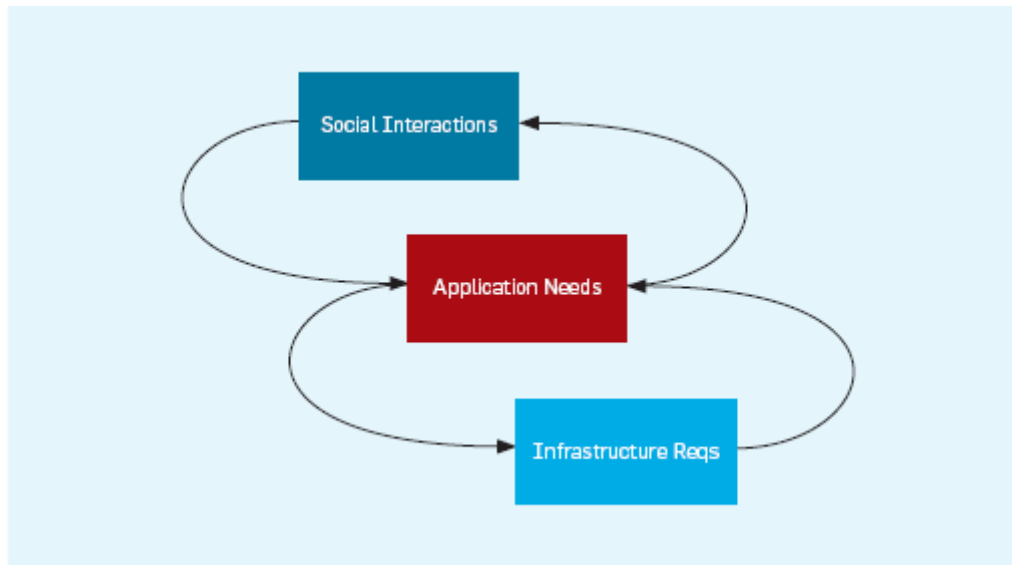 Social Interactions
Application Needs
Infrastructure Reqs